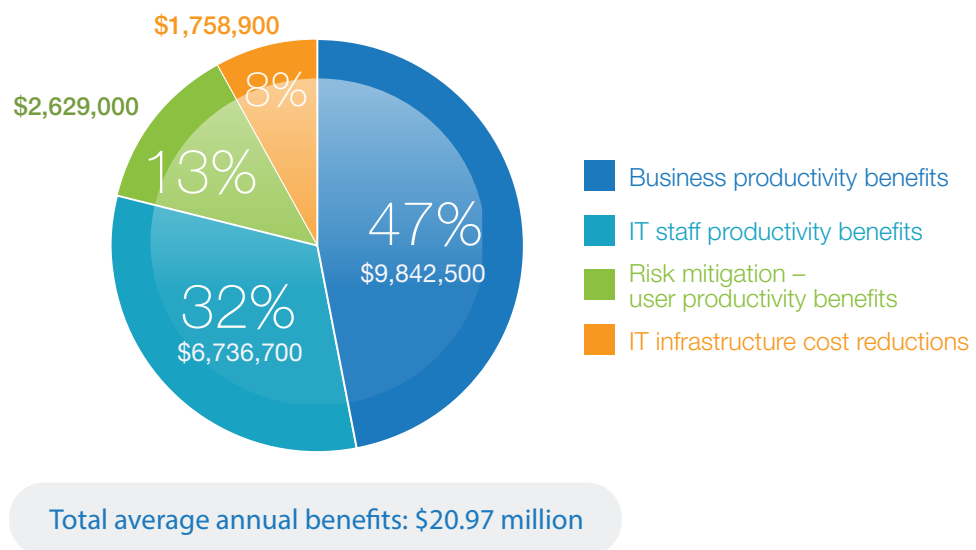 $1,758,900
8%
$2,629,000
13%
47%
$9,842,500
32%
$6,736,700
Business productivity benefits
IT staff productivity benefits
Risk mitigation –
user productivity benefits
IT infrastructure cost reductions
Total average annual benefits: $20.97 million